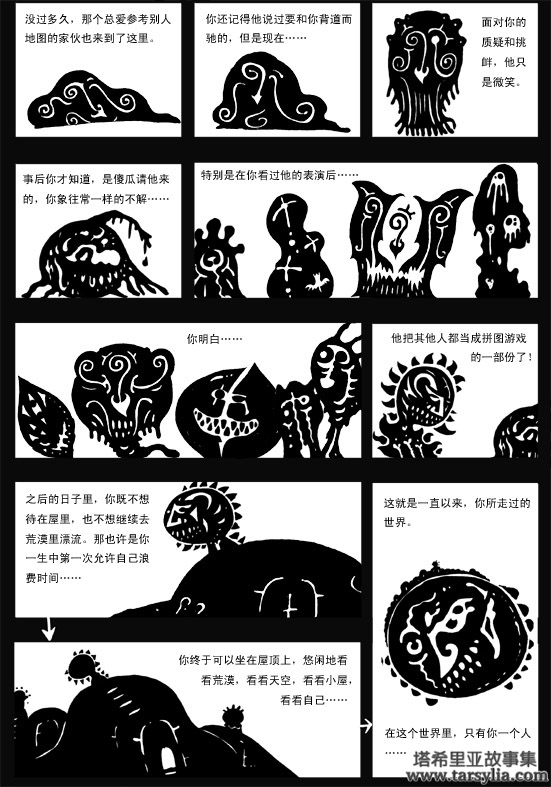 没过多久，那个总爱参考别人
地图的家伙也来到了这里。
你还记得他说过要和你背道而
驰的，但是现在……
面对你的
质疑和挑
衅，他只
是微笑。
事后你才知道，是傻瓜请他来
的，你象往常一样的不解……
特别是在你看过他的表演后……
你明白……
他把其他人都当成拼图游戏
的一部份了！
之后的日子里，你既不想
待在屋里，也不想继续去
荒漠里漂流。那也许是你
一生中第一次允许自己浪
费时间……
你终于可以坐在屋顶上，悠闲地看
看荒漠，看看天空，看看小屋，
看看自己……
这就是一直以来，你所走过的
世界。
在这个世界里，只有你一个人
……
塔希里亚故事集
www.tarsylia.com